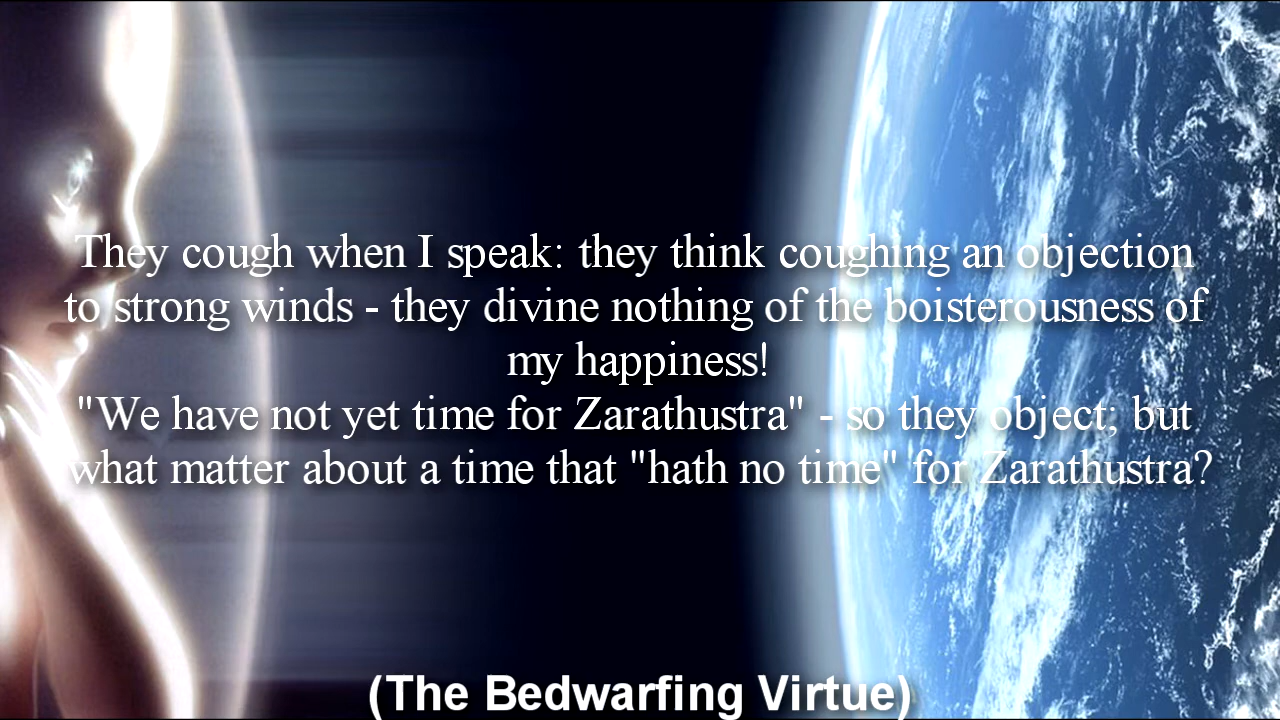 They cough when I speak: they think coughing an objection
to strong winds - they divine nothing of the boisterousness of
my happiness!
"We have not yet time for Zarathustra" - so they object; but
what matter about a time that "hath no time" for Zarathustra?
(The Bedwarfing Virtue)